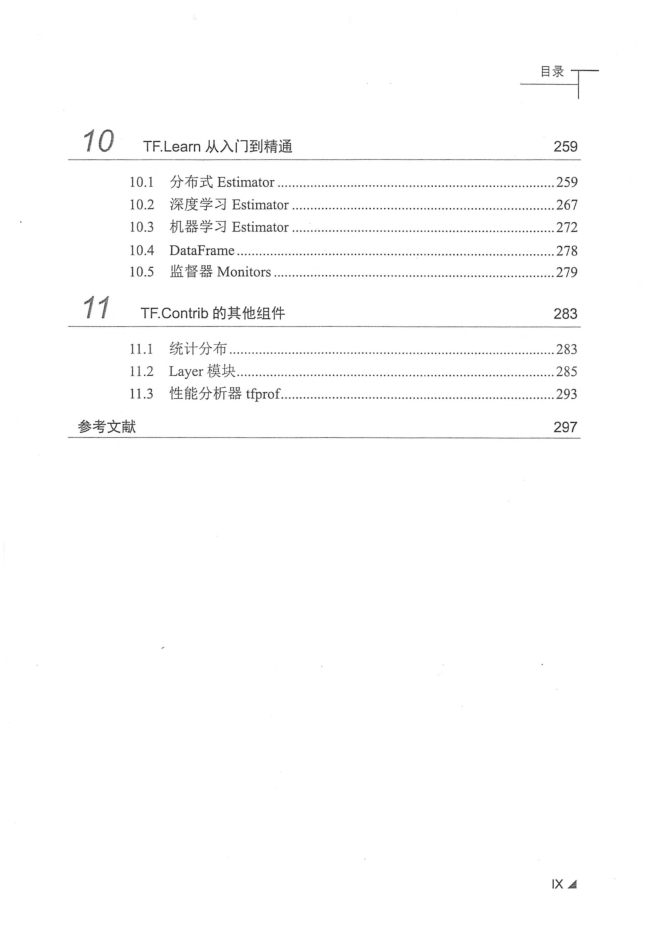 目录
10 TF.Learn 从入门到精通 259
10.1 分布式 Estimator ........ 259
10.2 深度学习 Estimator ........ 267
10.3 机器学习 Estimator ........ 272
10.4 DataFrame ........ 278
10.5 监督器 Monitors ........ 279
11 TF.Contrib 的其他组件 283
11.1 统计分布 ........ 283
11.2 Layer 模块 ........ 285
11.3 性能分析器 tfprof ........ 293
参考文献 297
IX